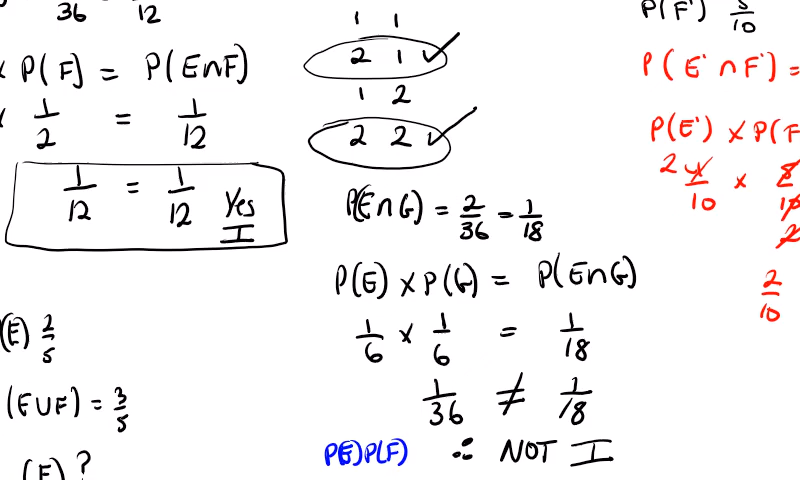 36 12
× P(F) = P(E∩F)
× 1/2 = 1/12
1/12 = 1/12 Yes
I
(E) 2/5
(E∪F) = 3/5
(F)?
1 1
2 1 ✓
1 2
2 2 ✓
P(E∩G) = 2/36 = 1/18
P(E) × P(G) = P(E∩G)
1/6 × 1/6 = 1/18
1/36 ≠ 1/18
P(E)P(F) ∴ NOT I
P(F') 5/10
P(E' ∩ F') =
P(E') × P(F
2 4/10 ×
2/10